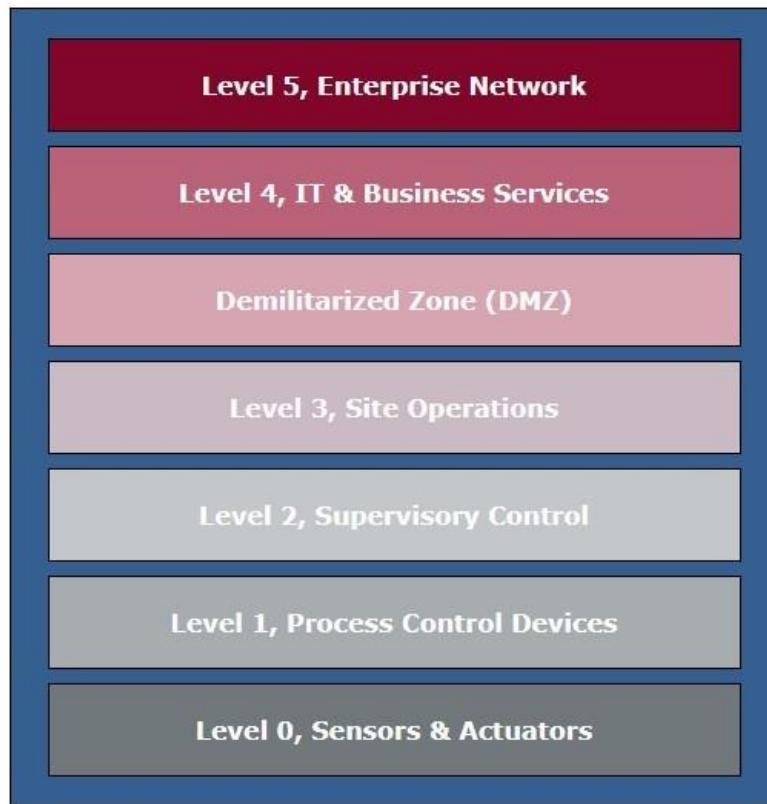 Level 5, Enterprise Network
Level 4, IT & Business Services
Demilitarized Zone (DMZ)
Level 3, Site Operations
Level 2, Supervisory Control
Level 1, Process Control Devices
Level 0, Sensors & Actuators